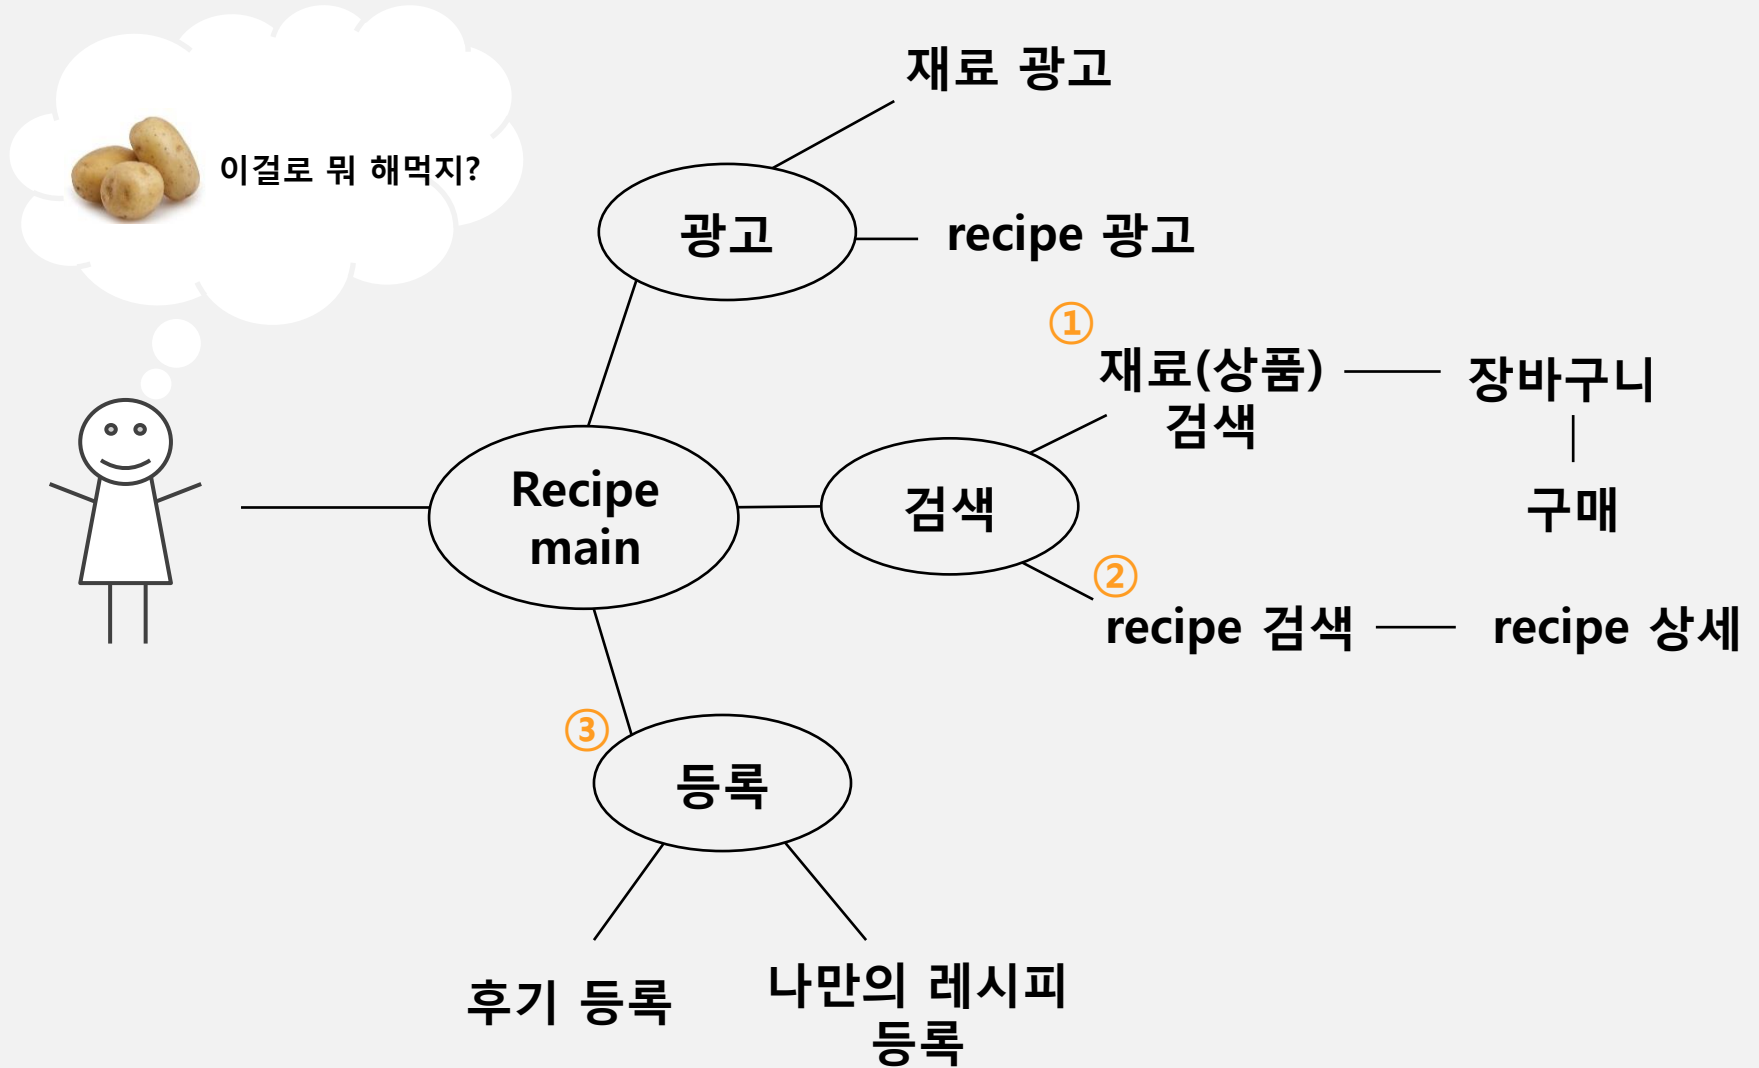 이걸로 뭐 해먹지?
재료 광고
광고
recipe 광고
①
재료(상품)
검색
장바구니
구매
Recipe
main
검색
②
recipe 검색
recipe 상세
③
등록
후기 등록
나만의 레시피
등록